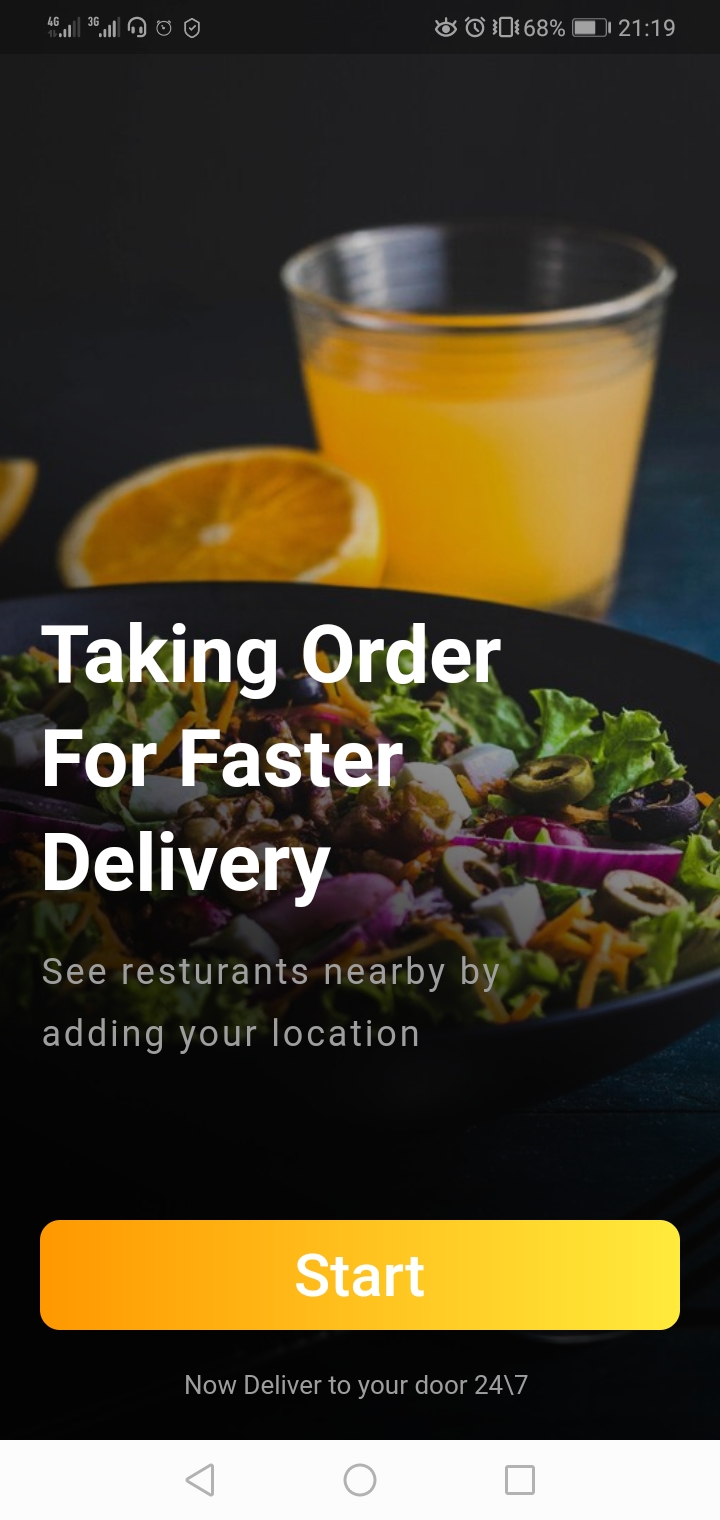 4G 3G 68% 21:19
Taking Order
For Faster
Delivery
See resturants nearby by
adding your location
Start
Now Deliver to your door 24\7